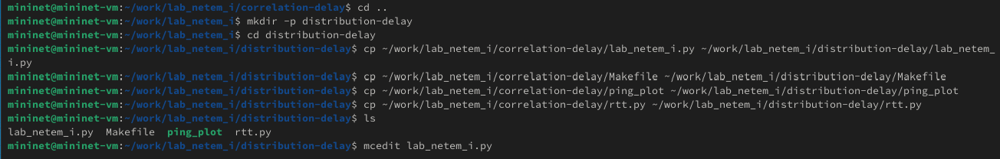 mininet@mininet-vm:~/work/lab_netem_i/correlation-delay$ cd ..
mininet@mininet-vm:~/work/lab_netem_i$ mkdir -p distribution-delay
mininet@mininet-vm:~/work/lab_netem_i$ cd distribution-delay
mininet@mininet-vm:~/work/lab_netem_i/distribution-delay$ cp ~/work/lab_netem_i/correlation-delay/lab_netem_i.py ~/work/lab_netem_i/distribution-delay/lab_netem_
i.py
mininet@mininet-vm:~/work/lab_netem_i/distribution-delay$ cp ~/work/lab_netem_i/correlation-delay/Makefile ~/work/lab_netem_i/distribution-delay/Makefile
mininet@mininet-vm:~/work/lab_netem_i/distribution-delay$ cp ~/work/lab_netem_i/correlation-delay/ping_plot ~/work/lab_netem_i/distribution-delay/ping_plot
mininet@mininet-vm:~/work/lab_netem_i/distribution-delay$ cp ~/work/lab_netem_i/correlation-delay/rtt.py ~/work/lab_netem_i/distribution-delay/rtt.py
mininet@mininet-vm:~/work/lab_netem_i/distribution-delay$ ls
lab_netem_i.py  Makefile  ping_plot  rtt.py
mininet@mininet-vm:~/work/lab_netem_i/distribution-delay$ mcedit lab_netem_i.py